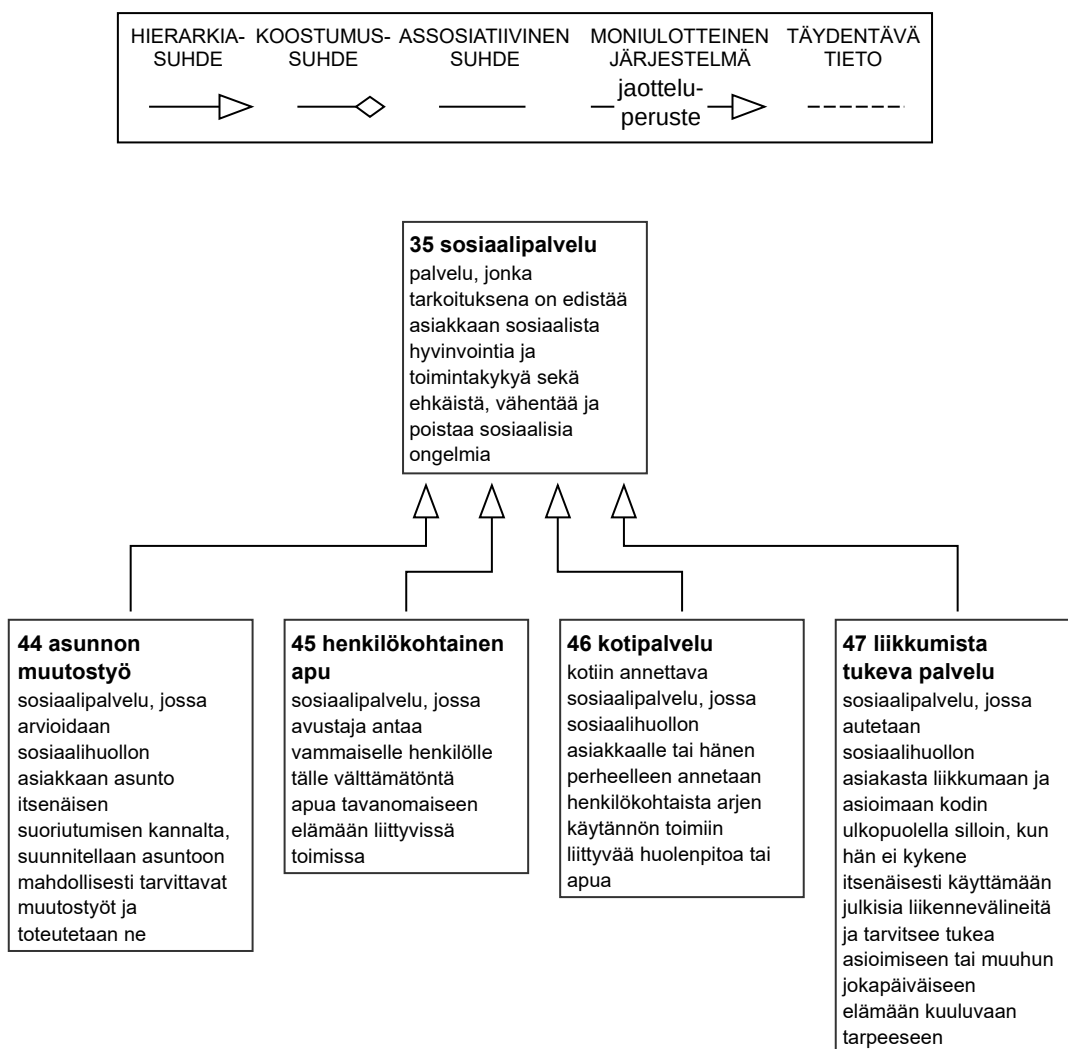 HIERARKIA-
SUHDE
KOOSTUMUS-
SUHDE
ASSOSIATIIVINEN
SUHDE
MONIULOTTEINEN
JÄRJESTELMÄ
TÄYDENTÄVÄ
TIETO
jaottelu-
peruste
35 sosiaalipalvelu
palvelu, jonka
tarkoituksena on edistää
asiakkaan sosiaalista
hyvinvointia ja
toimintakykyä sekä
ehkäistä, vähentää ja
poistaa sosiaalisia
ongelmia
44 asunnon
muutostyö
sosiaalipalvelu, jossa
arvioidaan
sosiaalihuollon
asiakkaan asunto
itsenäisen
suoriutumisen kannalta,
suunnitellaan asuntoon
mahdollisesti tarvittavat
muutostyöt ja
toteutetaan ne
45 henkilökohtainen
apu
sosiaalipalvelu, jossa
avustaja antaa
vammaiselle henkilölle
tälle välttämätöntä
apua tavanomaiseen
elämään liittyvissä
toimissa
46 kotipalvelu
kotiin annettava
sosiaalipalvelu, jossa
sosiaalihuollon
asiakkaalle tai hänen
perheelleen annetaan
henkilökohtaista arjen
käytännön toimiin
liittyvää huolenpitoa tai
apua
47 liikkumista
tukeva palvelu
sosiaalipalvelu, jossa
autetaan
sosiaalihuollon
asiakasta liikkumaan ja
asioimaan kodin
ulkopuolella silloin, kun
hän ei kykene
itsenäisesti käyttämään
julkisia liikennevälineitä
ja tarvitsee tukea
asioimiseen tai muuhun
jokapäiväiseen
elämään kuuluvaan
tarpeeseen